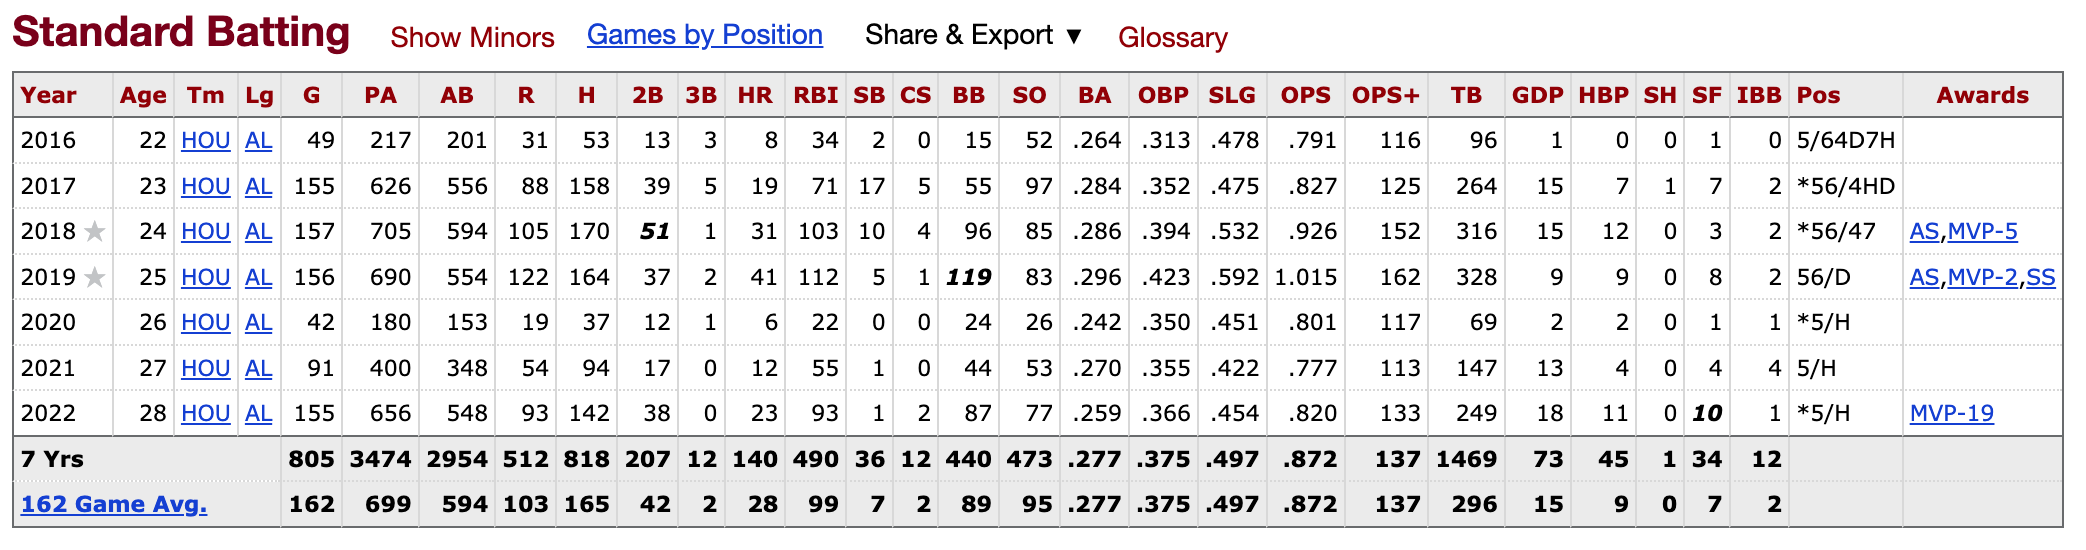 Standard Batting Show Minors Games by Position Share & Export ▼ Glossary
Year Age Tm Lg G PA AB R H 2B 3B HR RBI SB CS BB SO BA OBP SLG OPS OPS+ TB GDP HBP SH SF IBB Pos Awards
2016 22 HOU AL 49 217 201 31 53 13 3 8 34 2 0 15 52 .264 .313 .478 .791 116 96 1 0 0 1 0 5/64D7H
2017 23 HOU AL 155 626 556 88 158 39 5 19 71 17 5 55 97 .284 .352 .475 .827 125 264 15 7 1 7 2 *56/4HD
2018 ★ 24 HOU AL 157 705 594 105 170 51 1 31 103 10 4 96 85 .286 .394 .532 .926 152 316 15 12 0 3 2 *56/47 AS,MVP-5
2019 ★ 25 HOU AL 156 690 554 122 164 37 2 41 112 5 1 119 83 .296 .423 .592 1.015 162 328 9 9 0 8 2 56/D AS,MVP-2,SS
2020 26 HOU AL 42 180 153 19 37 12 1 6 22 0 0 24 26 .242 .350 .451 .801 117 69 2 2 0 1 1 *5/H
2021 27 HOU AL 91 400 348 54 94 17 0 12 55 1 0 44 53 .270 .355 .422 .777 113 147 13 4 0 4 4 5/H
2022 28 HOU AL 155 656 548 93 142 38 0 23 93 1 2 87 77 .259 .366 .454 .820 133 249 18 11 0 10 1 *5/H MVP-19
7 Yrs 805 3474 2954 512 818 207 12 140 490 36 12 440 473 .277 .375 .497 .872 137 1469 73 45 1 34 12
162 Game Avg. 162 699 594 103 165 42 2 28 99 7 2 89 95 .277 .375 .497 .872 137 296 15 9 0 7 2